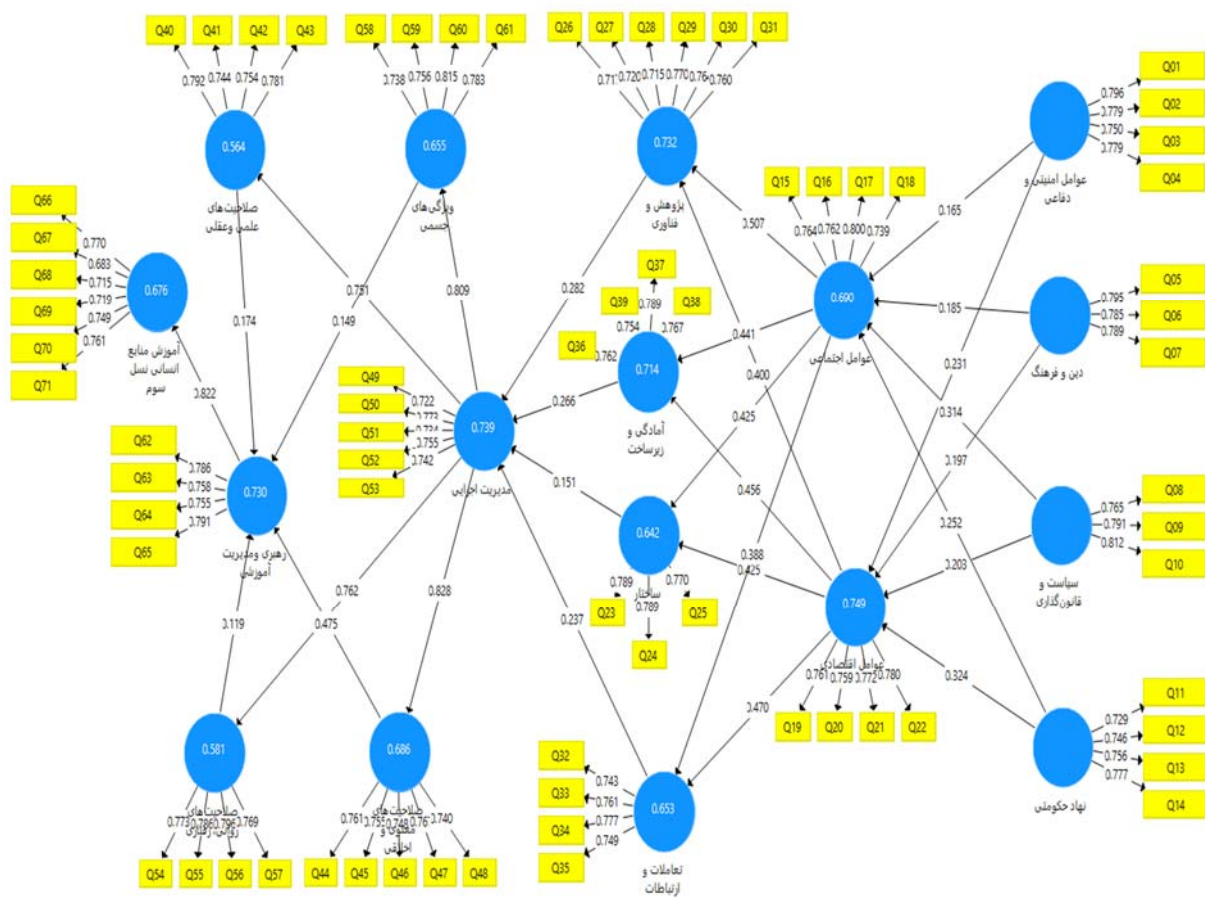 Q40
Q41
Q42
Q43
0.792
0.744
0.754
0.781
0.564
صلاحیت‌های
علمی وعقلی
Q58
Q59
Q60
Q61
0.738
0.756
0.815
0.783
0.655
ویژگی‌های
جسمی
Q26
Q27
Q28
Q29
Q30
Q31
0.720
0.715
0.770
0.760
0.732
پژوهش و
فناوری
Q01
Q02
Q03
Q04
0.796
0.779
0.750
0.779
عوامل امنیتی و
دفاعی
Q15
Q16
Q17
Q18
0.764
0.762
0.800
0.739
0.690
عوامل اجتماعی
0.507
0.165
0.185
0.314
0.252
Q66
Q67
Q68
Q69
Q70
Q71
0.770
0.683
0.715
0.719
0.749
0.761
0.676
آموزش منابع
انسانی نسل
سوم
0.822
0.174
0.149
0.751
0.809
0.282
Q37
Q39
Q38
Q36
0.789
0.754
0.767
0.762
0.714
آمادگی و
زیرساخت
0.441
0.400
0.231
0.197
Q05
Q06
Q07
0.795
0.785
0.789
دین و فرهنگ
Q49
Q50
Q51
Q52
Q53
0.722
0.773
0.755
0.742
0.739
مدیریت اجرایی
0.266
0.151
0.237
0.425
0.456
0.388
0.425
Q62
Q63
Q64
Q65
0.786
0.758
0.755
0.791
0.730
رهبری ومدیریت
آموزشی
0.642
ساختار
0.789
0.789
0.770
Q23
Q24
Q25
Q08
Q09
Q10
0.765
0.791
0.812
سیاست و
قانون‌گذاری
0.203
0.749
عوامل اقتصادی
0.761
0.759
0.772
0.780
Q19
Q20
Q21
Q22
0.324
0.470
0.119
0.762
0.475
0.828
0.581
صلاحیت‌های
روانی رفتاری
0.773
0.786
0.796
0.769
Q54
Q55
Q56
Q57
0.686
صلاحیت‌های
معنوی و
اخلاقی
0.761
0.748
0.740
Q44
Q45
Q46
Q47
Q48
Q32
Q33
Q34
Q35
0.743
0.761
0.777
0.749
0.653
تعاملات و
ارتباطات
Q11
Q12
Q13
Q14
0.729
0.746
0.756
0.777
نهاد حکومتی